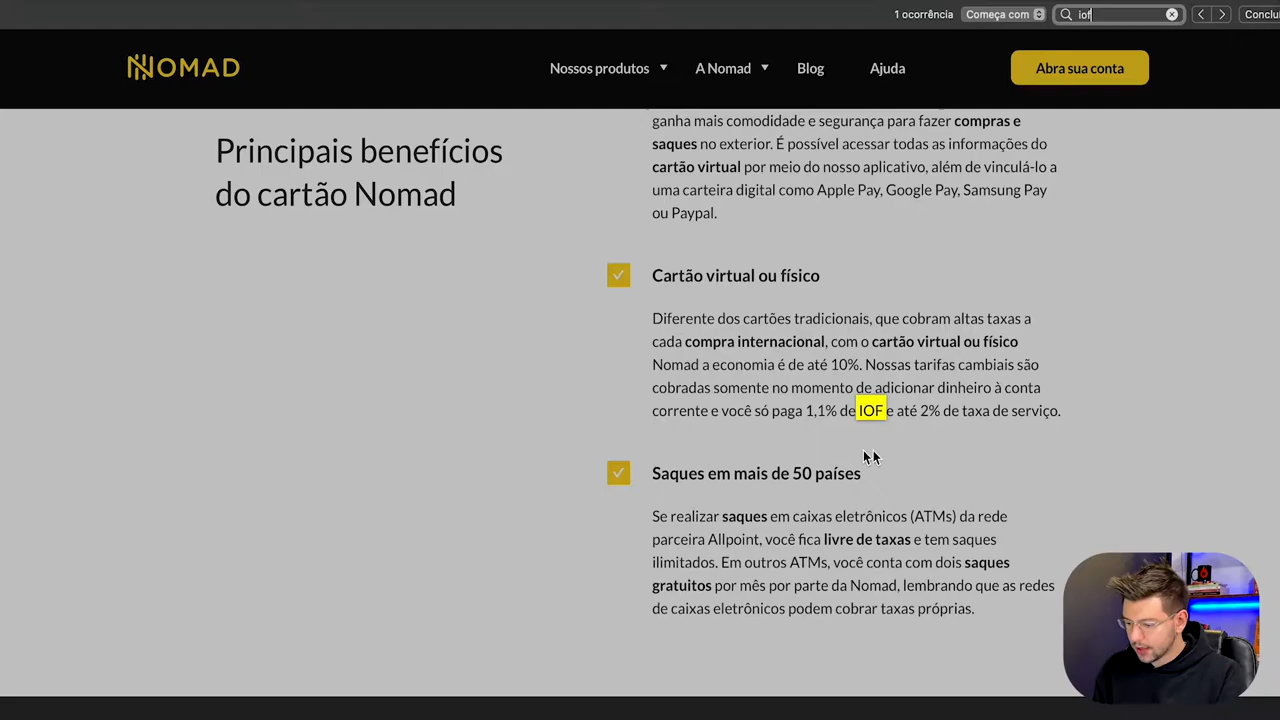 1 ocorrência
Começa com
iof
Conclu
NOMAD
Nossos produtos
A Nomad
Blog
Ajuda
Abra sua conta
Principais benefícios
do cartão Nomad
ganha mais comodidade e segurança para fazer compras e
saques no exterior. É possível acessar todas as informações do
cartão virtual por meio do nosso aplicativo, além de vinculá-lo a
uma carteira digital como Apple Pay, Google Pay, Samsung Pay
ou Paypal.
Cartão virtual ou físico
Diferente dos cartões tradicionais, que cobram altas taxas a
cada compra internacional, com o cartão virtual ou físico
Nomad a economia é de até 10%. Nossas tarifas cambiais são
cobradas somente no momento de adicionar dinheiro à conta
corrente e você só paga 1,1% de IOF e até 2% de taxa de serviço.
Saques em mais de 50 países
Se realizar saques em caixas eletrônicos (ATMs) da rede
parceira Allpoint, você fica livre de taxas e tem saques
ilimitados. Em outros ATMs, você conta com dois saques
gratuitos por mês por parte da Nomad, lembrando que as redes
de caixas eletrônicos podem cobrar taxas próprias.